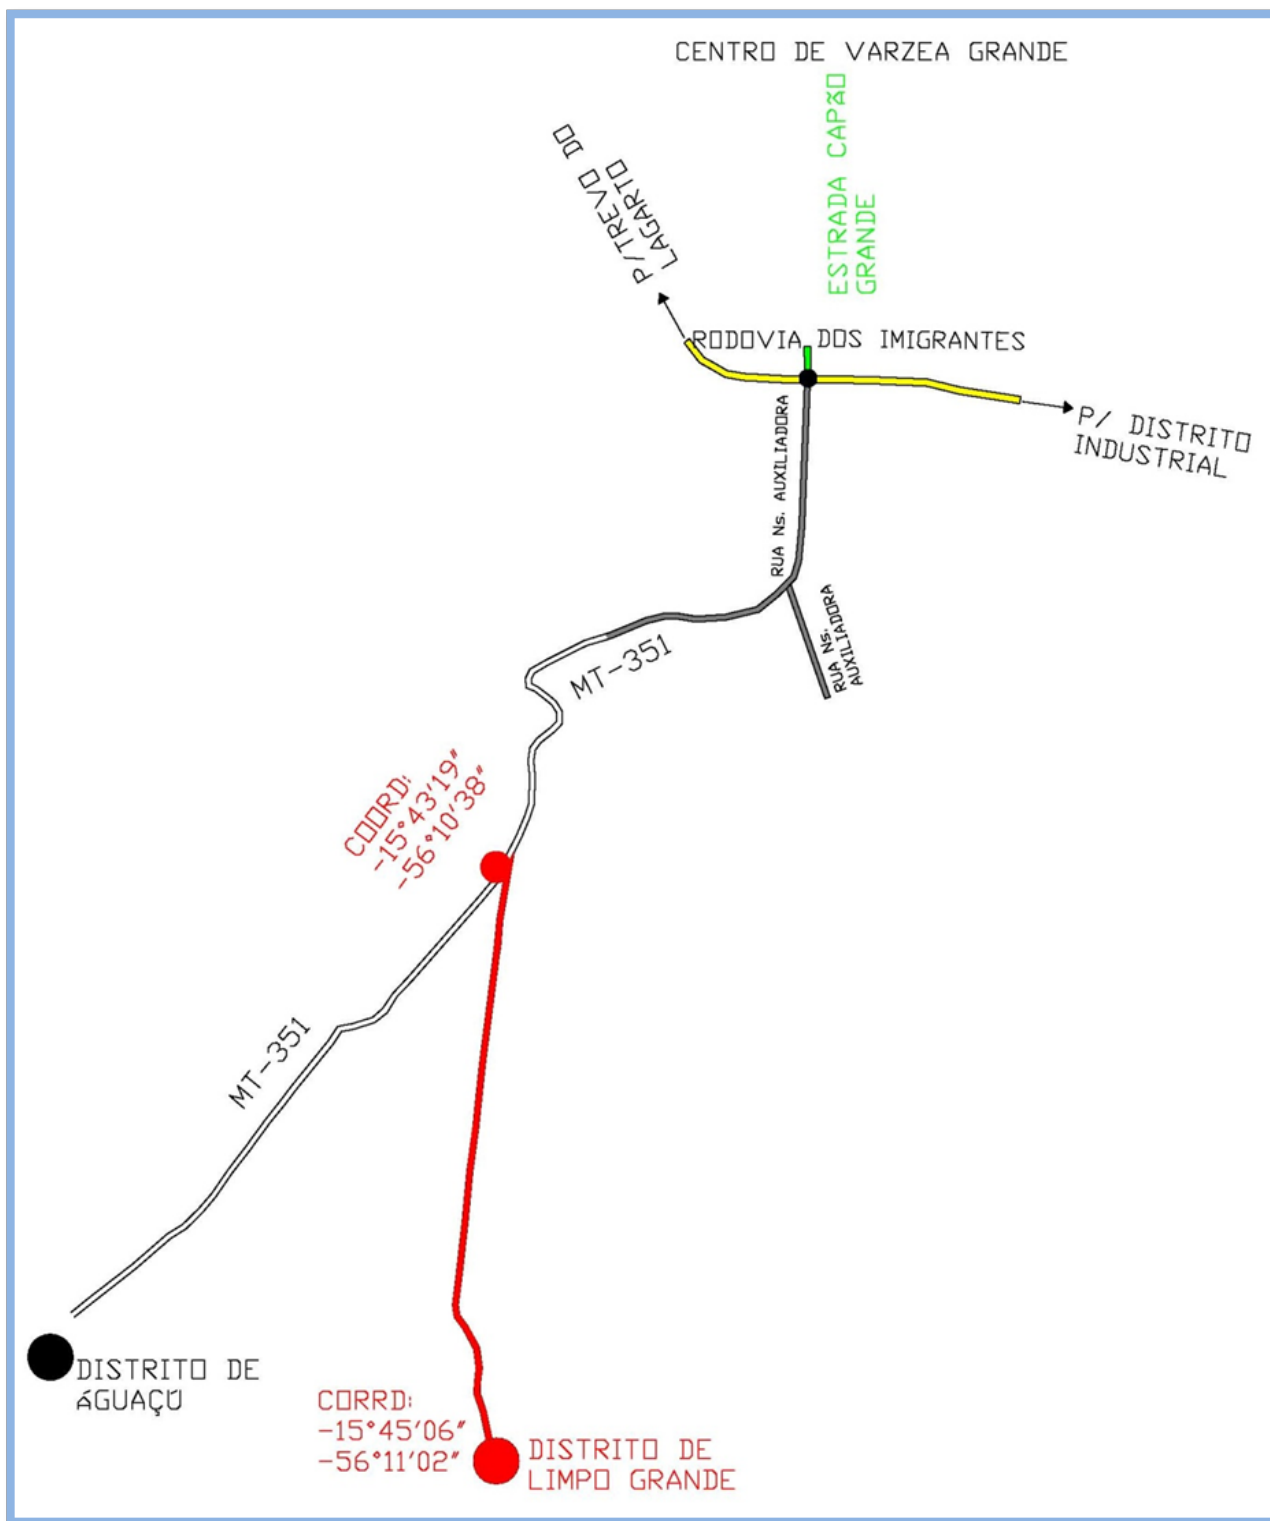 CENTRO DE VARZEA GRANDE
ESTRADA CAPÃO
GRANDE
P/TREVO DO
LAGARTO
RODOVIA DOS IMIGRANTES
P/ DISTRITO
INDUSTRIAL
RUA Ns. AUXILIADORA
RUA Ns.
AUXILIADORA
MT-351
COORD:
-15°43'19"
-56°10'38"
MT-351
DISTRITO DE
ÁGUAÇÚ
CORRD:
-15°45'06"
-56°11'02"
DISTRITO DE
LIMPO GRANDE